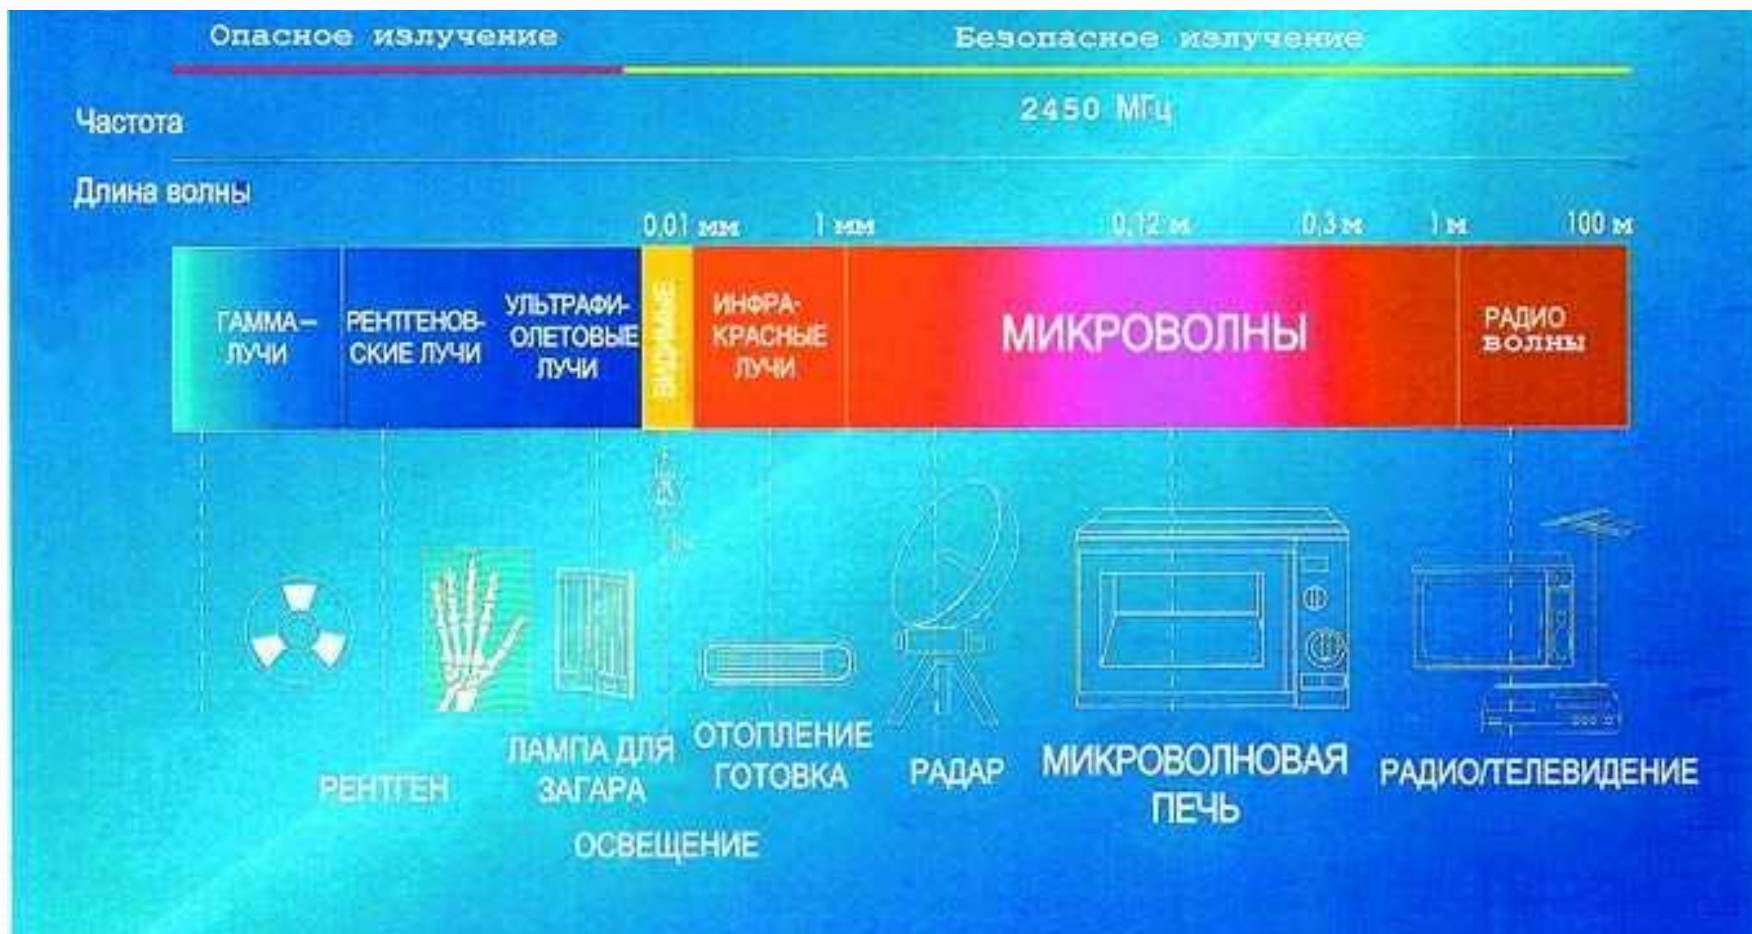 Опасное излучение
Безопасное излучение
Частота
2450 МГц
Длина волны
0,01 мм
1 мм
0,12 м
0,3 м
1 м
100 м
ГАММА–
ЛУЧИ
РЕНТГЕНОВ-
СКИЕ ЛУЧИ
УЛЬТРАФИ-
ОЛЕТОВЫЕ
ЛУЧИ
ВИДИМЫЕ
ИНФРА-
КРАСНЫЕ
ЛУЧИ
МИКРОВОЛНЫ
РАДИО
ВОЛНЫ
РЕНТГЕН
ЛАМПА ДЛЯ
ЗАГАРА
ОСВЕЩЕНИЕ
ОТОПЛЕНИЕ
ГОТОВКА
РАДАР
МИКРОВОЛНОВАЯ
ПЕЧЬ
РАДИО/ТЕЛЕВИДЕНИЕ